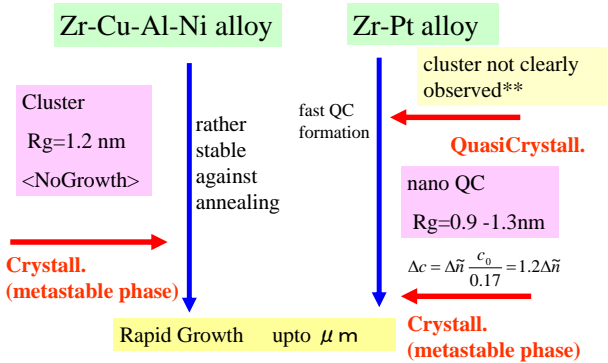 Zr-Cu-Al-Ni alloy
Zr-Pt alloy
cluster not clearly
observed**
Cluster
Rg=1.2 nm
<NoGrowth>
rather
stable
against
annealing
fast QC
formation
QuasiCrystall.
nano QC
Rg=0.9 -1.3nm
Crystall.
(metastable phase)
Δc = Δñ c₀/0.17 = 1.2Δñ
Crystall.
(metastable phase)
Rapid Growth upto μm